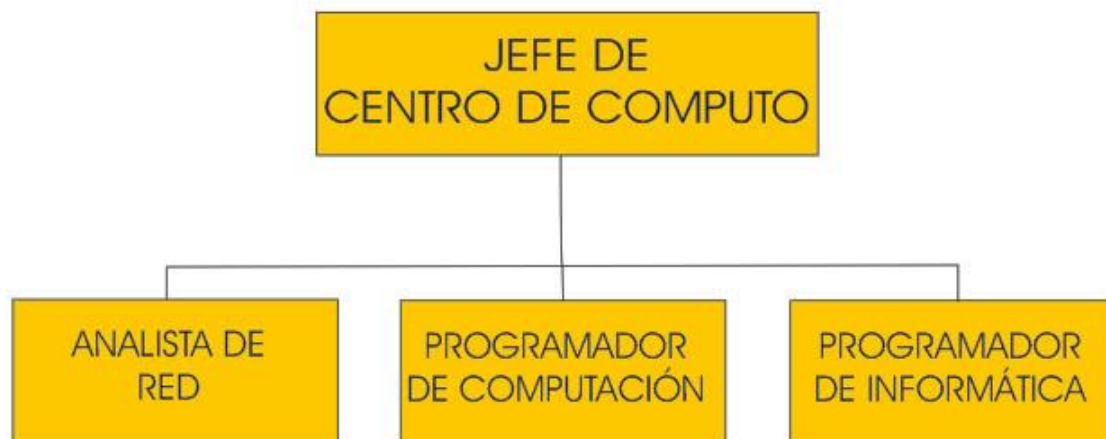 JEFE DE
CENTRO DE COMPUTO
ANALISTA DE
RED
PROGRAMADOR
DE COMPUTACIÓN
PROGRAMADOR
DE INFORMÁTICA